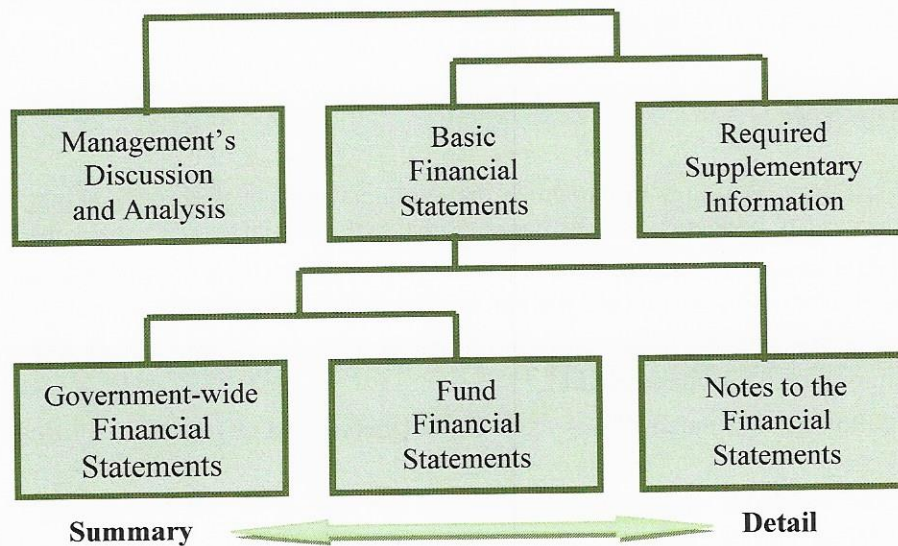 Management's
Discussion
and Analysis
Basic
Financial
Statements
Required
Supplementary
Information
Government-wide
Financial
Statements
Fund
Financial
Statements
Notes to the
Financial
Statements
Summary
Detail